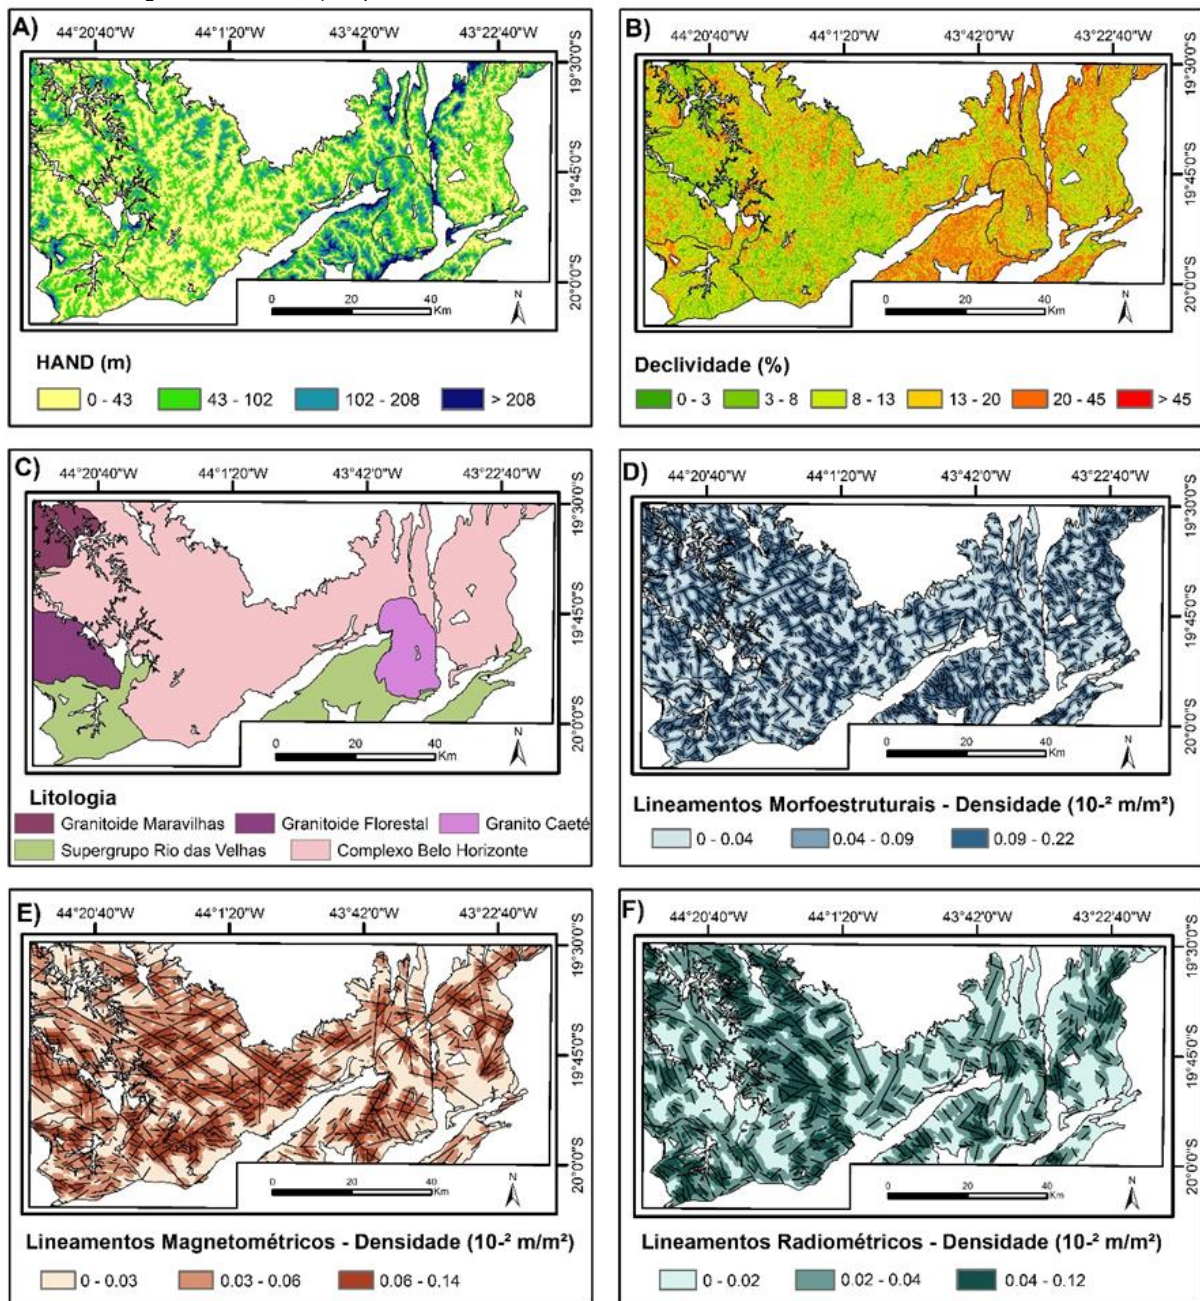 A)
44°20'40"W 44°1'20"W 43°42'0"W 43°22'40"W
19°30'0"S
19°45'0"S
20°0'0"S
0 20 40
Km
N
HAND (m)
0 - 43 43 - 102 102 - 208 > 208
B)
44°20'40"W 44°1'20"W 43°42'0"W 43°22'40"W
19°30'0"S
19°45'0"S
20°0'0"S
0 20 40
Km
N
Declividade (%)
0 - 3 3 - 8 8 - 13 13 - 20 20 - 45 > 45
C)
44°20'40"W 44°1'20"W 43°42'0"W 43°22'40"W
19°30'0"S
19°45'0"S
20°0'0"S
0 20 40
Km
N
Litologia
Granitoide Maravilhas Granitoide Florestal Granito Caeté
Supergrupo Rio das Velhas Complexo Belo Horizonte
D)
44°20'40"W 44°1'20"W 43°42'0"W 43°22'40"W
19°30'0"S
19°45'0"S
20°0'0"S
0 20 40
Km
N
Lineamentos Morfoestruturais - Densidade (10-² m/m²)
0 - 0.04 0.04 - 0.09 0.09 - 0.22
E)
44°20'40"W 44°1'20"W 43°42'0"W 43°22'40"W
19°30'0"S
19°45'0"S
20°0'0"S
0 20 40
Km
N
Lineamentos Magnetométricos - Densidade (10-² m/m²)
0 - 0.03 0.03 - 0.06 0.06 - 0.14
F)
44°20'40"W 44°1'20"W 43°42'0"W 43°22'40"W
19°30'0"S
19°45'0"S
20°0'0"S
0 20 40
Km
N
Lineamentos Radiométricos - Densidade (10-² m/m²)
0 - 0.02 0.02 - 0.04 0.04 - 0.12